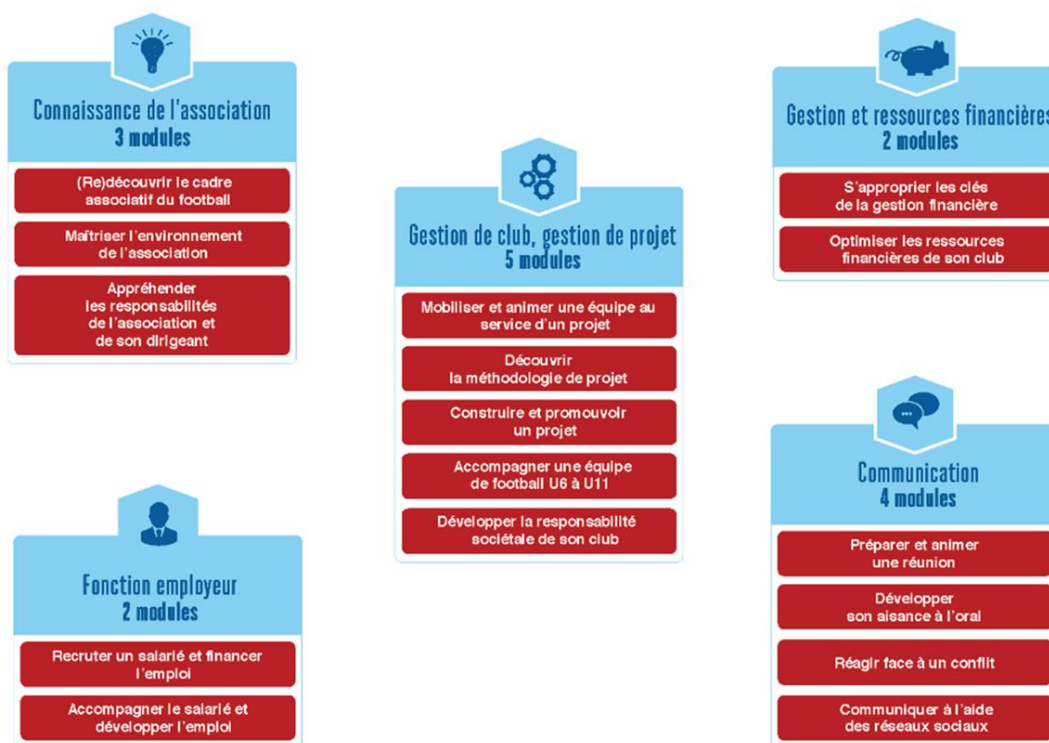 Connaissance de l'association
3 modules
(Re)découvrir le cadre
associatif du football
Maîtriser l'environnement
de l'association
Appréhender
les responsabilités
de l'association et
de son dirigeant
Fonction employeur
2 modules
Recruter un salarié et financer
l'emploi
Accompagner le salarié et
développer l'emploi
Gestion de club, gestion de projet
5 modules
Mobiliser et animer une équipe au
service d'un projet
Découvrir
la méthodologie de projet
Construire et promouvoir
un projet
Accompagner une équipe
de football U6 à U11
Développer la responsabilité
sociétale de son club
Gestion et ressources financières
2 modules
S'approprier les clés
de la gestion financière
Optimiser les ressources
financières de son club
Communication
4 modules
Préparer et animer
une réunion
Développer
son aisance à l'oral
Réagir face à un conflit
Communiquer à l'aide
des réseaux sociaux